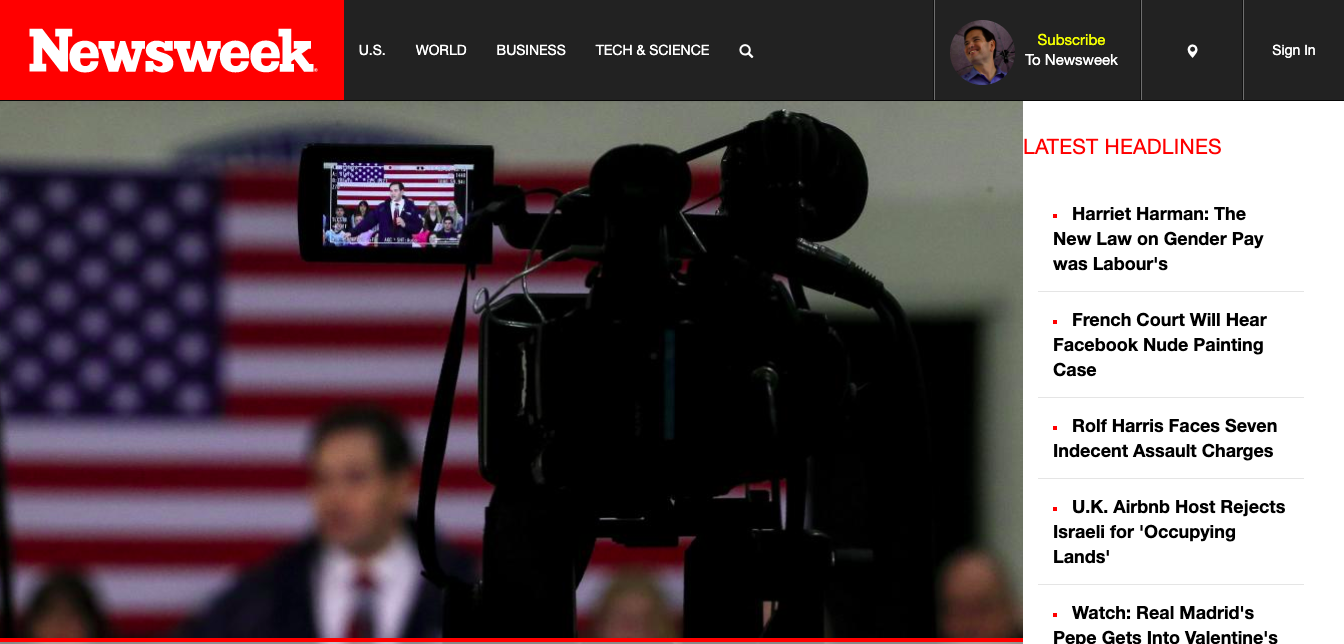 Newsweek
U.S.
WORLD
BUSINESS
TECH & SCIENCE
Subscribe
To Newsweek
Sign In
LATEST HEADLINES
Harriet Harman: The
New Law on Gender Pay
was Labour's
French Court Will Hear
Facebook Nude Painting
Case
Rolf Harris Faces Seven
Indecent Assault Charges
U.K. Airbnb Host Rejects
Israeli for 'Occupying
Lands'
Watch: Real Madrid's
Pepe Gets Into Valentine's